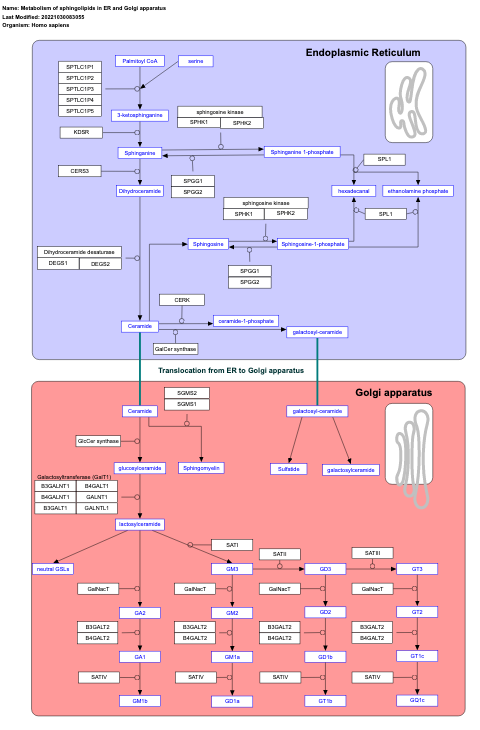 Name: Metabolism of sphingolipids in ER and Golgi apparatus
Last Modified: 20221030083055
Organism: Homo sapiens
Endoplasmic Reticulum
Palmitoyl CoA
serine
SPTLC1P1
SPTLC1P2
SPTLC1P3
SPTLC1P4
SPTLC1P5
3-ketosphinganine
sphingosine kinase
SPHK1
SPHK2
KDSR
Sphinganine
Sphinganine 1-phosphate
SPL1
CERS3
SPGG1
SPGG2
Dihydroceramide
hexadecanal
ethanolamine phosphate
sphingosine kinase
SPHK1
SPHK2
SPL1
Sphingosine
Sphingosine-1-phosphate
Dihydroceramide desaturase
DEGS1
DEGS2
SPGG1
SPGG2
CERK
Ceramide
ceramide-1-phosphate
galactosyl-ceramide
GalCer synthase
Translocation from ER to Golgi apparatus
Golgi apparatus
SGMS2
SGMS1
Ceramide
galactosyl-ceramide
GlcCer synthase
glucosylceramide
Sphingomyelin
Sulfatide
galactosylceramide
Galactosyltransferase (GalT1)
B3GALNT1
B4GALT1
B4GALNT1
GALNT1
B3GALT1
GALNTL1
lactosylceramide
SATI
SATII
SATIII
neutral GSLs
GM3
GD3
GT3
GalNacT
GalNacT
GalNacT
GalNacT
GA2
GM2
GD2
GT2
B3GALT2
B4GALT2
B3GALT2
B4GALT2
B3GALT2
B4GALT2
B3GALT2
B4GALT2
GA1
GM1a
GD1b
GT1c
SATIV
SATIV
SATIV
SATIV
GM1b
GD1a
GT1b
GQ1c